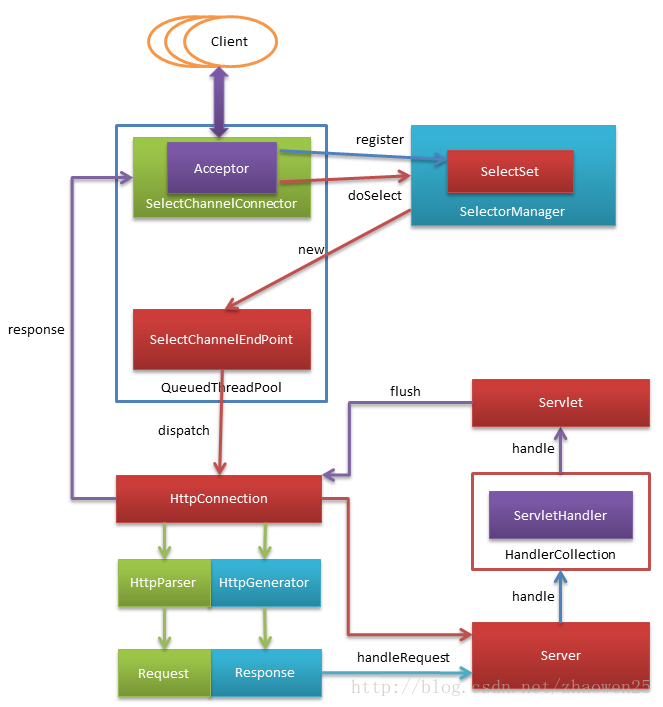 Client
register
Acceptor
SelectSet
doSelect
SelectChannelConnector
SelectorManager
new
response
SelectChannelEndPoint
QueuedThreadPool
flush
Servlet
dispatch
handle
HttpConnection
ServletHandler
HandlerCollection
HttpParser
HttpGenerator
handle
handleRequest
Server
Request
Response
http://blog.csdn.net/zhaowen25